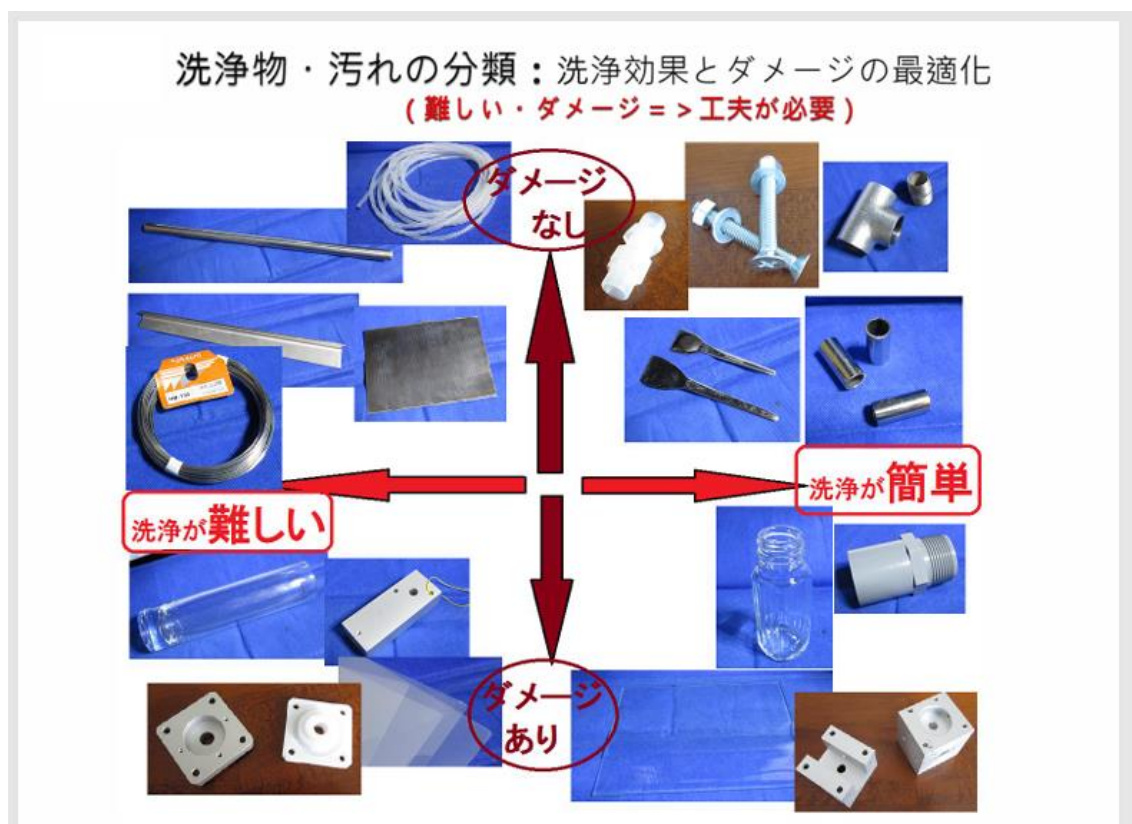 洗浄物・汚れの分類：洗浄効果とダメージの最適化
(難しい・ダメージ＝＞工夫が必要)
ダメージ
なし
洗浄が難しい
洗浄が簡単
ダメージ
あり